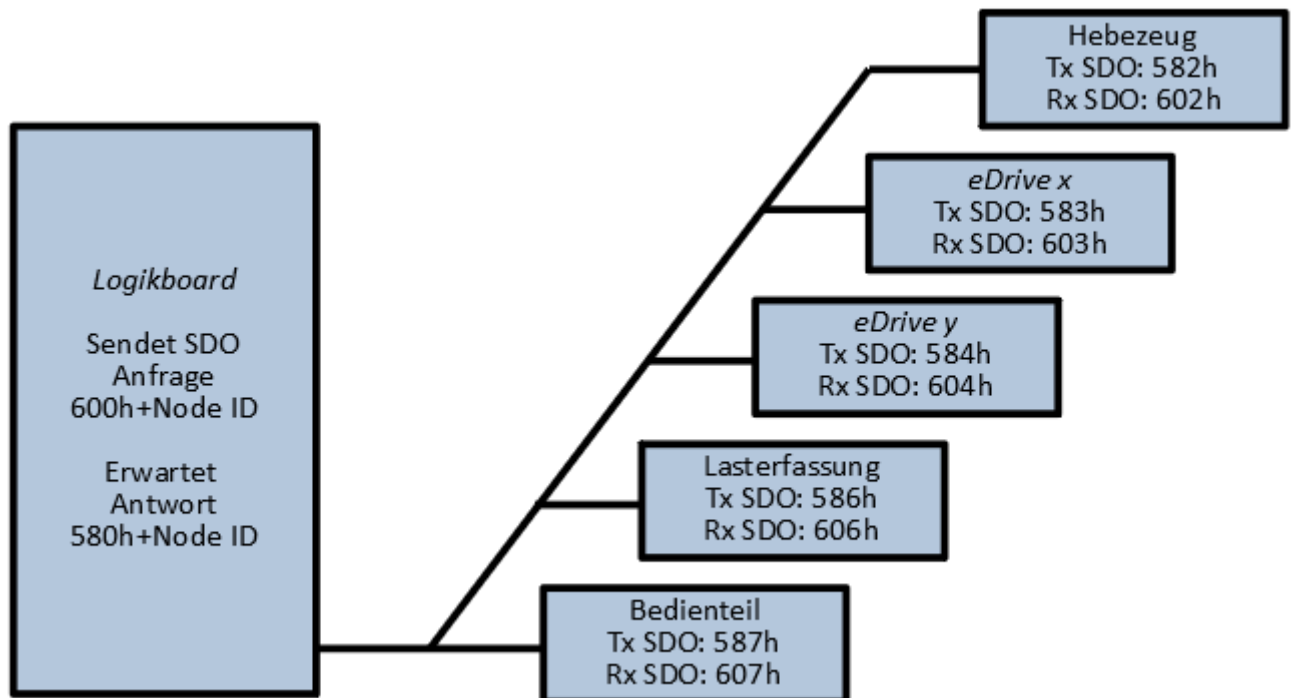 Logikboard
Sendet SDO
Anfrage
600h+Node ID
Erwartet
Antwort
580h+Node ID
Hebezeug
Tx SDO: 582h
Rx SDO: 602h
eDrive x
Tx SDO: 583h
Rx SDO: 603h
eDrive y
Tx SDO: 584h
Rx SDO: 604h
Lasterfassung
Tx SDO: 586h
Rx SDO: 606h
Bedienteil
Tx SDO: 587h
Rx SDO: 607h